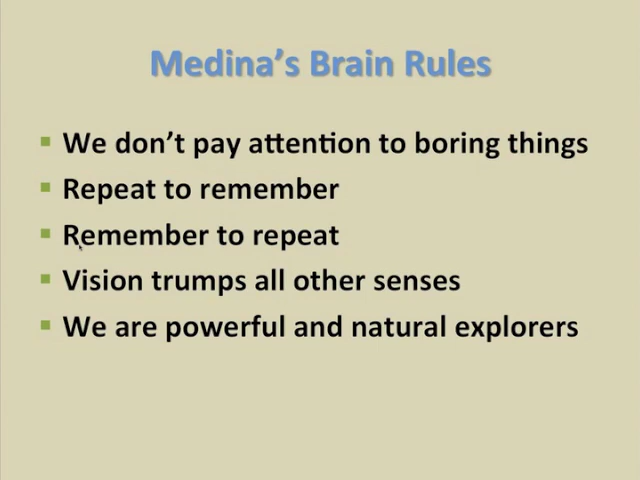 Medina's Brain Rules
We don't pay attention to boring things
Repeat to remember
Remember to repeat
Vision trumps all other senses
We are powerful and natural explorers